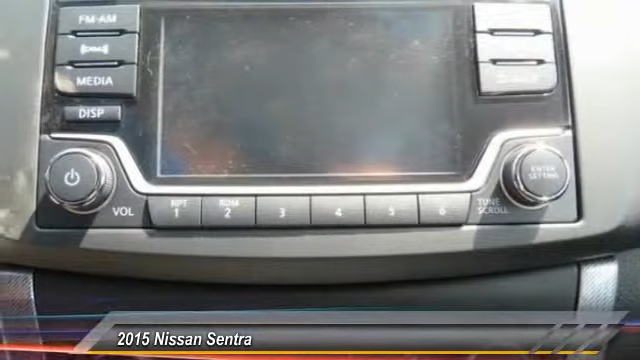 FM-AM
MEDIA
DISP
VOL
RPT
1
RDM
2
3
4
5
6
TUNE
SCROLL
ENTER
SETTING
2015 Nissan Sentra